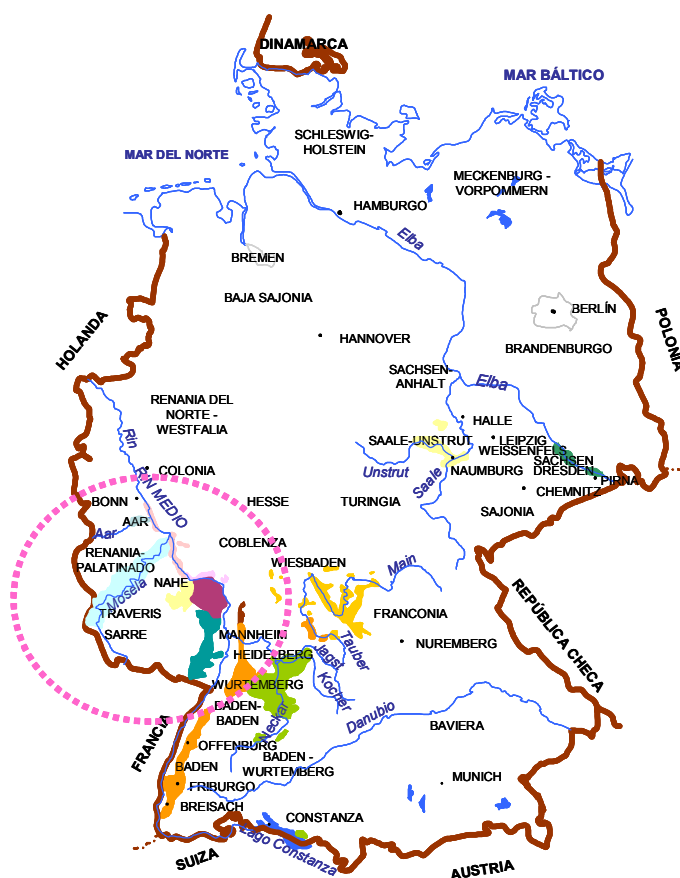 DINAMARCA
MAR BÁLTICO
SCHLESWIG-
HOLSTEIN
MAR DEL NORTE
MECKENBURG -
VORPOMMERN
HAMBURGO
Elba
BREMEN
BAJA SAJONIA
BERLÍN
HANNOVER
BRANDENBURGO
HOLANDA
POLONIA
SACHSEN-
ANHALT
Elba
RENANIA DEL
NORTE -
WESTFALIA
HALLE
Rin
SAALE-UNSTRUT
LEIPZIG
WEISSENFELS
SACHSEN
COLONIA
Unstrut
NAUMBURG
DRESDEN
PIRNA
Saale
CHEMNITZ
RIN MEDIO
BONN
HESSE
TURINGIA
SAJONIA
AAR
Aar
COBLENZA
RENANIA-
PALATINADO
WIESBADEN
Main
NAHE
Mosela
TRAVERIS
FRANCONIA
REPÚBLICA CHECA
SARRE
MANNHEIM
Tauber
NUREMBERG
HEIDELBERG
Jagst
WURTEMBERG
Kocher
BADEN-
BADEN
Neckar
Danubio
BAVIERA
FRANCIA
OFFENBURG
BADEN -
WURTEMBERG
BADEN
MUNICH
FRIBURGO
BREISACH
CONSTANZA
Lago Constanza
SUIZA
AUSTRIA